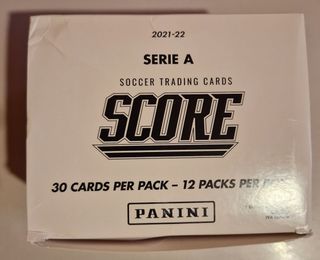 2021-22
SERIE A
SOCCER TRADING CARDS
SCORE
30 CARDS PER PACK – 12 PACKS PER
PANINI